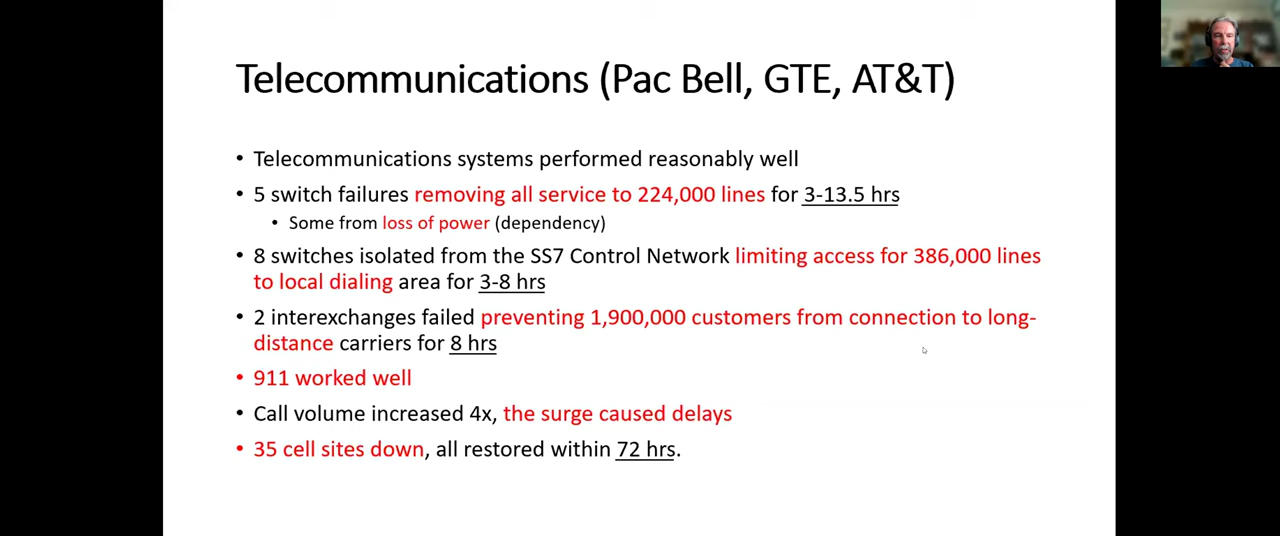 Telecommunications (Pac Bell, GTE, AT&T)
• Telecommunications systems performed reasonably well
• 5 switch failures removing all service to 224,000 lines for 3-13.5 hrs
• Some from loss of power (dependency)
• 8 switches isolated from the SS7 Control Network limiting access for 386,000 lines
to local dialing area for 3-8 hrs
• 2 interexchanges failed preventing 1,900,000 customers from connection to long-
distance carriers for 8 hrs
• 911 worked well
• Call volume increased 4x, the surge caused delays
• 35 cell sites down, all restored within 72 hrs.